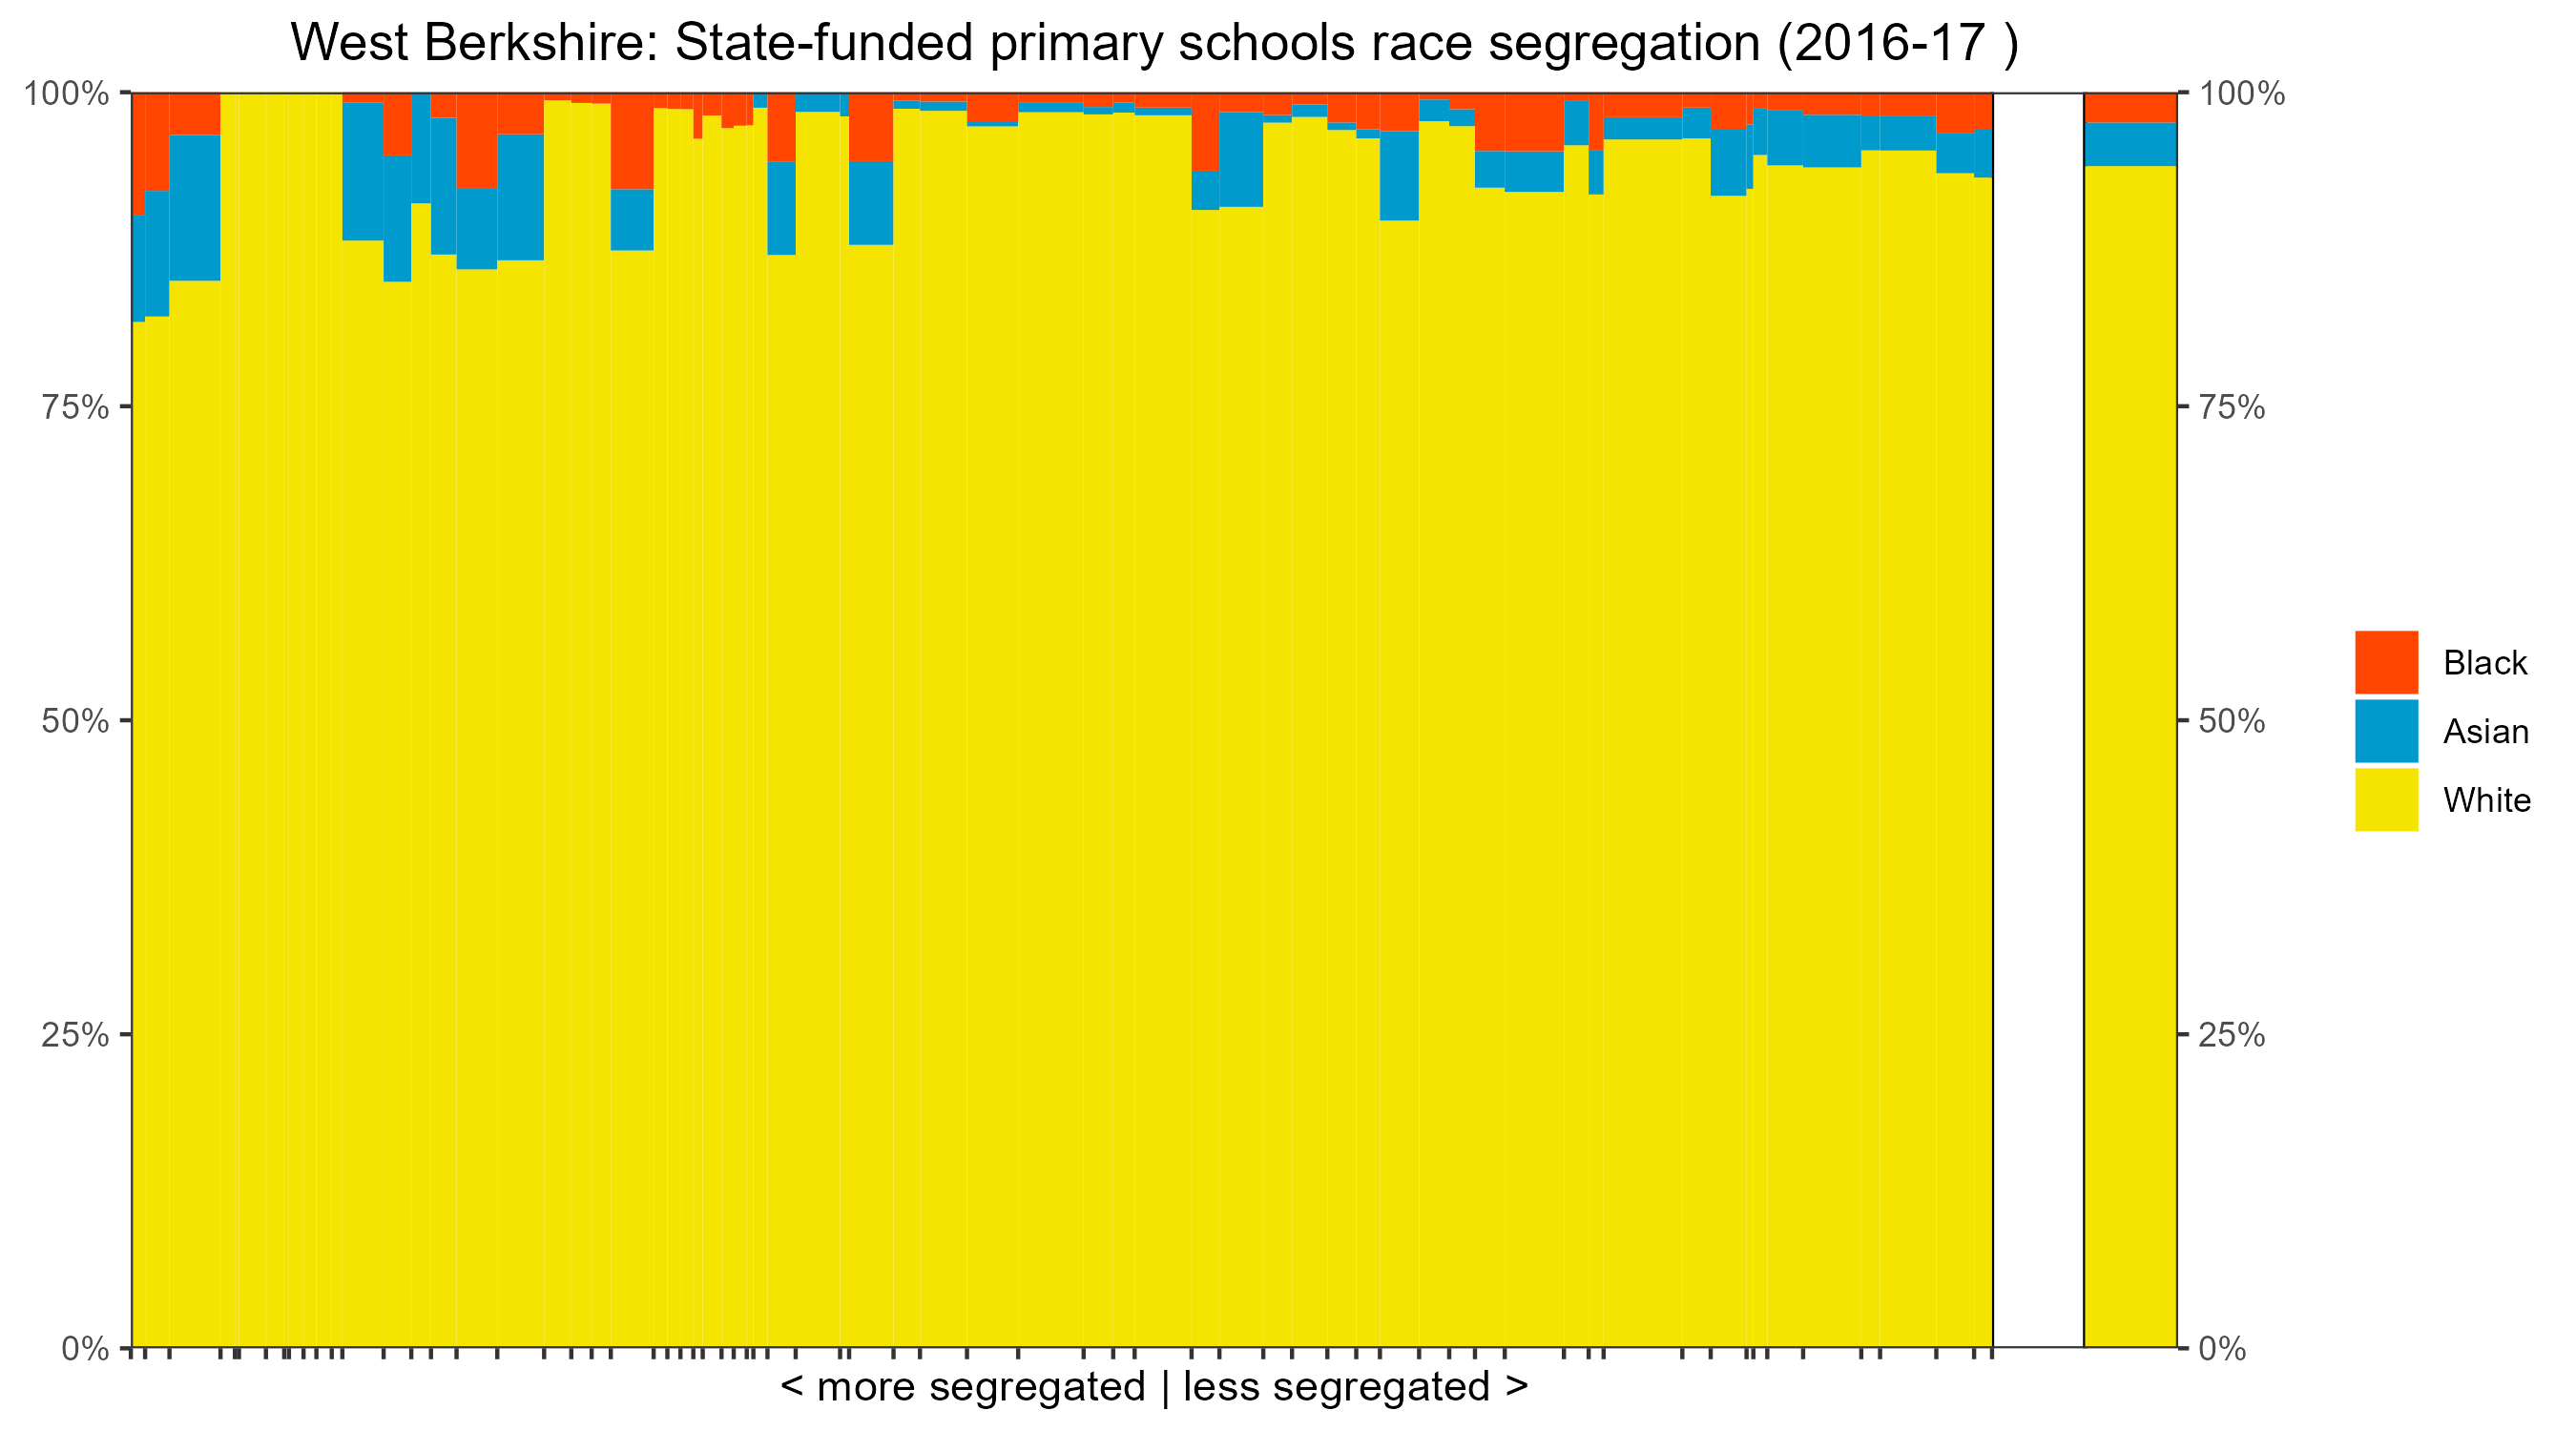 West Berkshire: State-funded primary schools race segregation (2016-17 )
100%
75%
50%
25%
0%
100%
75%
50%
25%
0%
Black
Asian
White
< more segregated | less segregated >